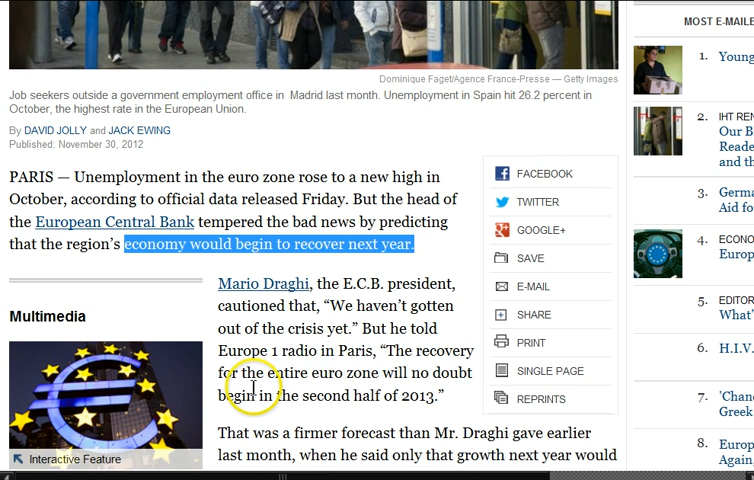 Dominique Faget/Agence France-Presse — Getty Images
Job seekers outside a government employment office in Madrid last month. Unemployment in Spain hit 26.2 percent in
October, the highest rate in the European Union.
By DAVID JOLLY and JACK EWING
Published: November 30, 2012
PARIS — Unemployment in the euro zone rose to a new high in
October, according to official data released Friday. But the head of
the European Central Bank tempered the bad news by predicting
that the region's economy would begin to recover next year.
Multimedia
Interactive Feature
Mario Draghi, the E.C.B. president,
cautioned that, “We haven't gotten
out of the crisis yet.” But he told
Europe 1 radio in Paris, “The recovery
for the entire euro zone will no doubt
begin in the second half of 2013.”
That was a firmer forecast than Mr. Draghi gave earlier
last month, when he said only that growth next year would
FACEBOOK
TWITTER
GOOGLE+
SAVE
E-MAIL
SHARE
PRINT
SINGLE PAGE
REPRINTS
MOST E-MAILE
1. Young
2. IHT REN
Our B
Reade
and th
3. Germa
Aid fo
4. ECONO
Europ
5. EDITOR
What'
6. H.I.V.
7. 'Chan
Greek
8. Europ
Again,